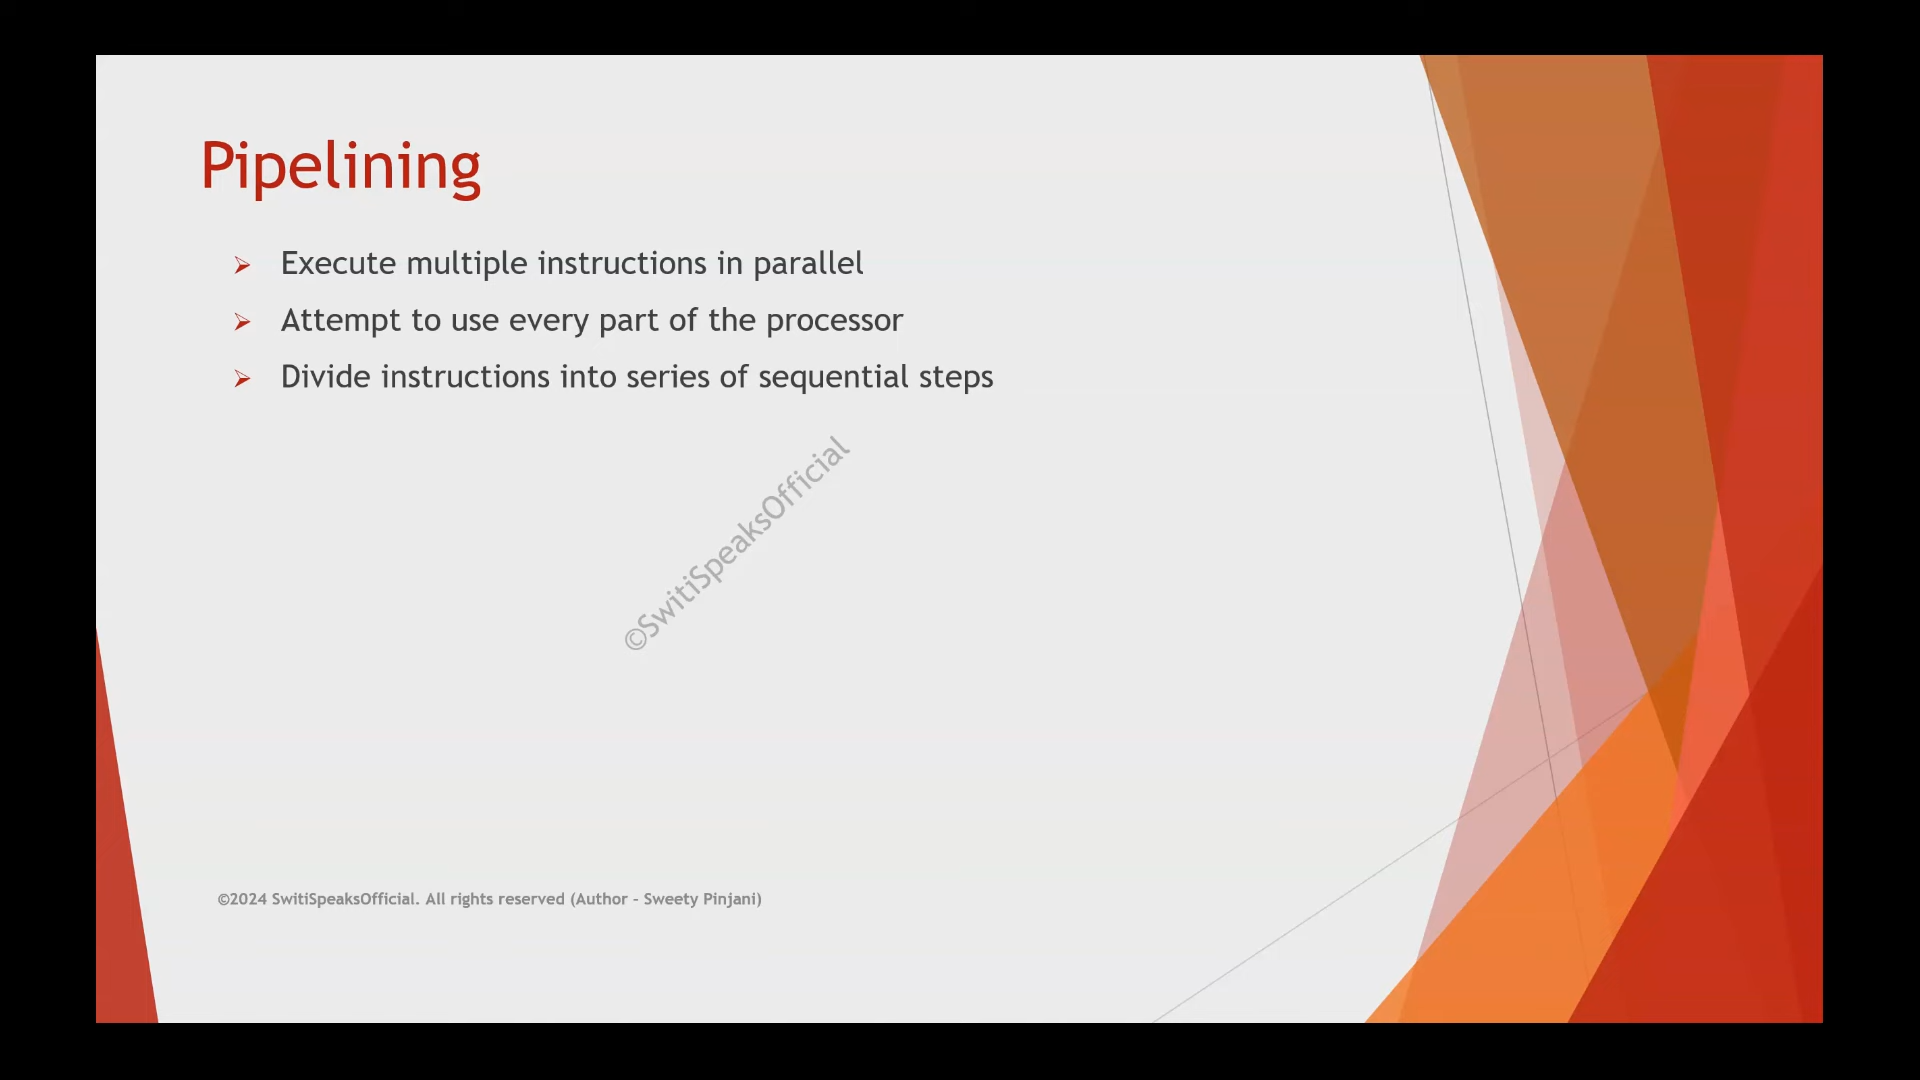 Pipelining
Execute multiple instructions in parallel
Attempt to use every part of the processor
Divide instructions into series of sequential steps
©SwitiSpeaksOfficial
©2024 SwitiSpeaksOfficial. All rights reserved (Author - Sweety Pinjani)